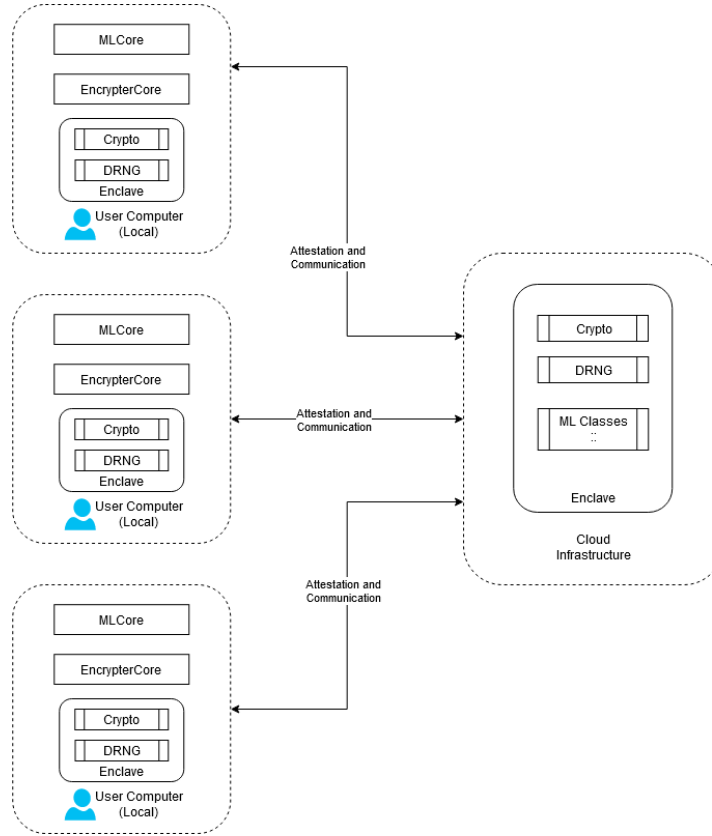 MLCore
EncrypterCore
Crypto
DRNG
Enclave
User Computer
(Local)
Attestation and
Communication
MLCore
EncrypterCore
Crypto
DRNG
Enclave
User Computer
(Local)
Attestation and
Communication
Crypto
DRNG
ML Classes
::
Enclave
Cloud
Infrastructure
Attestation and
Communication
MLCore
EncrypterCore
Crypto
DRNG
Enclave
User Computer
(Local)